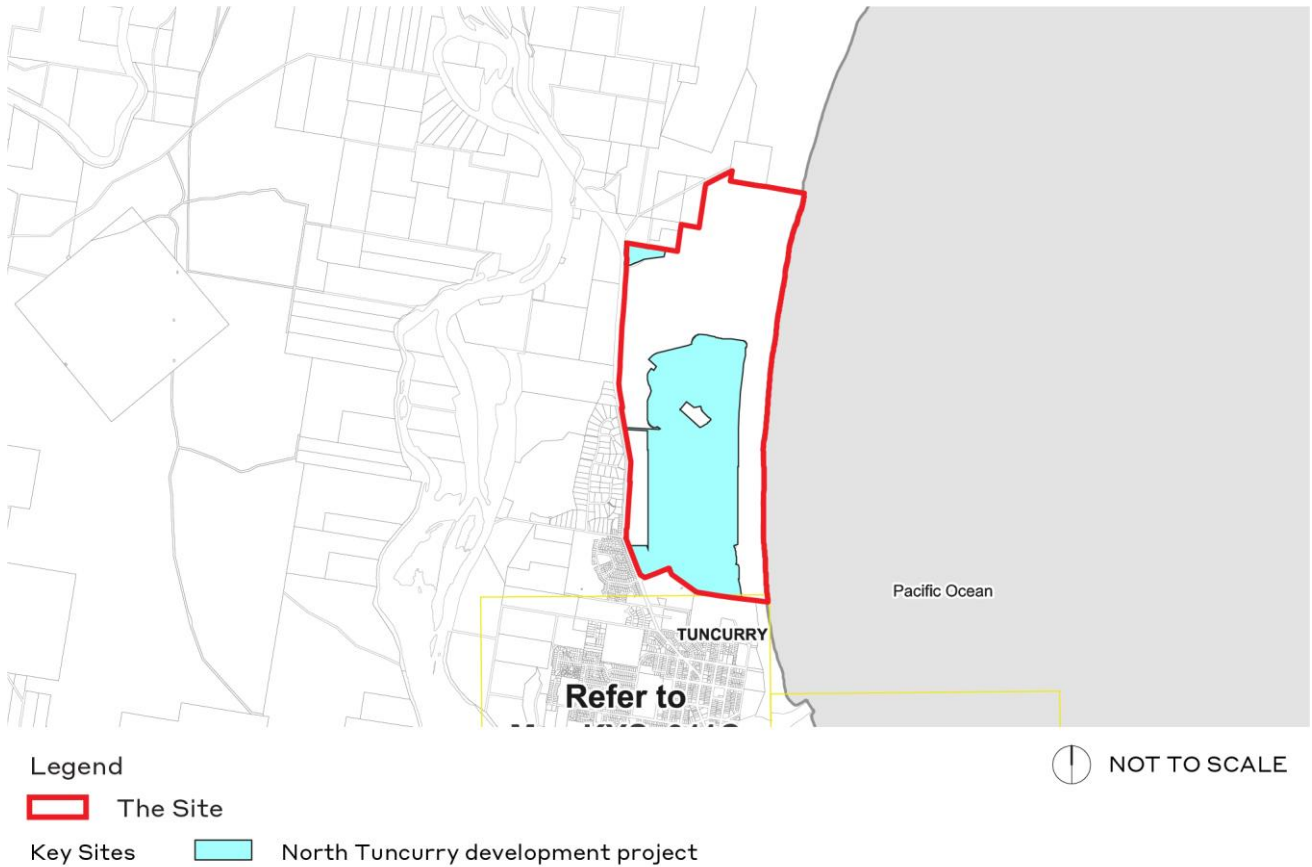 Pacific Ocean
TUNCURRY
Refer to
Legend
NOT TO SCALE
The Site
Key Sites
North Tuncurry development project